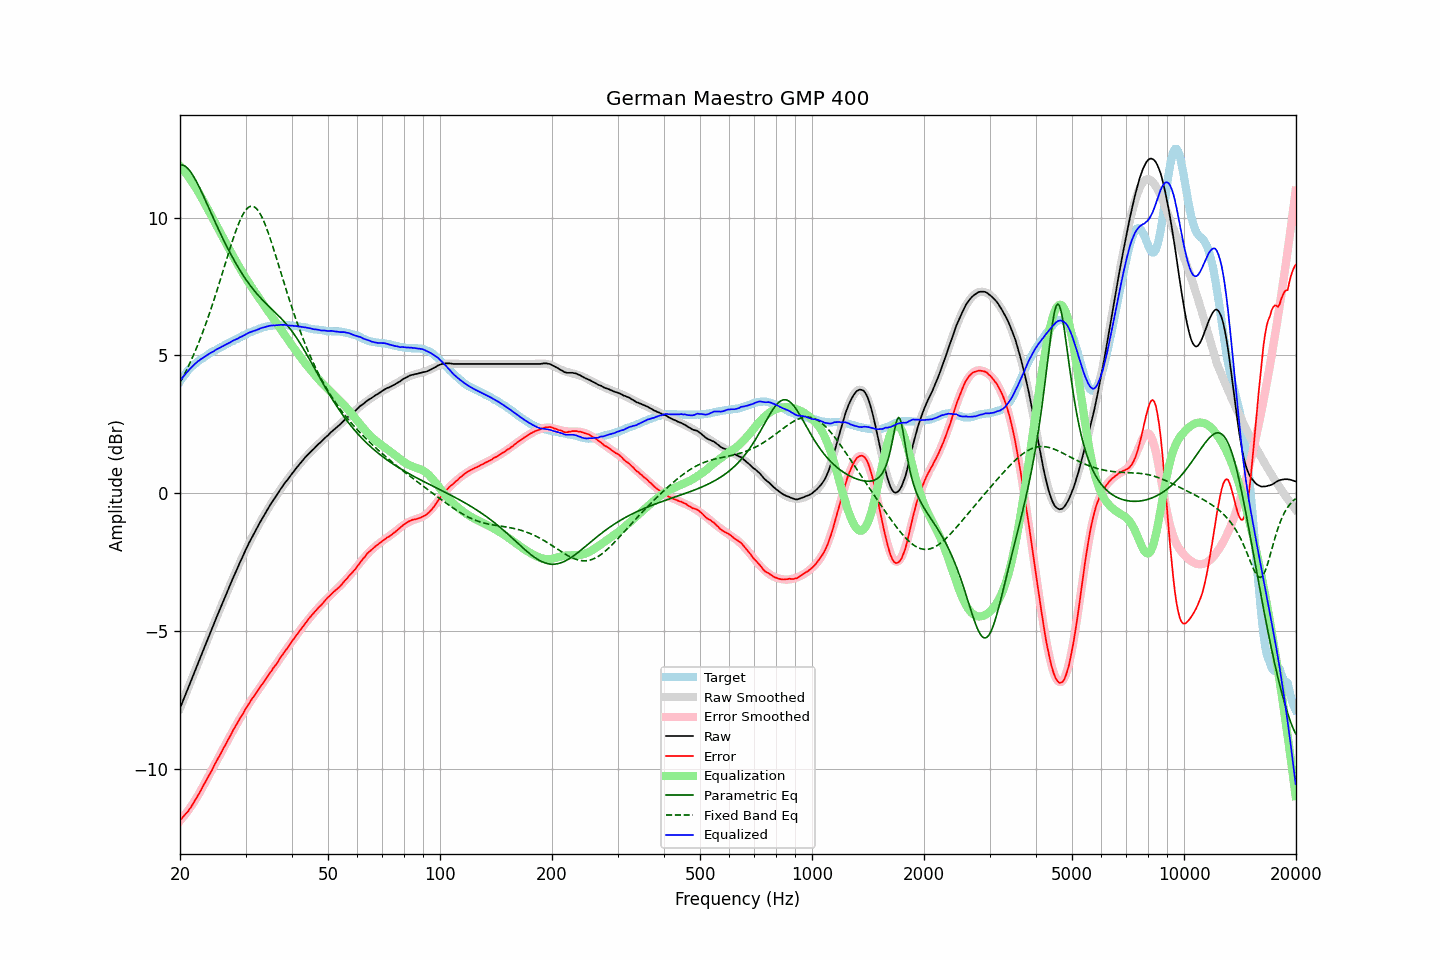 German Maestro GMP 400
Amplitude (dBr)
10
5
0
−5
−10
Target
Raw Smoothed
Error Smoothed
Raw
Error
Equalization
Parametric Eq
Fixed Band Eq
Equalized
20 50 100 200 500 1000 2000 5000 10000 20000
Frequency (Hz)